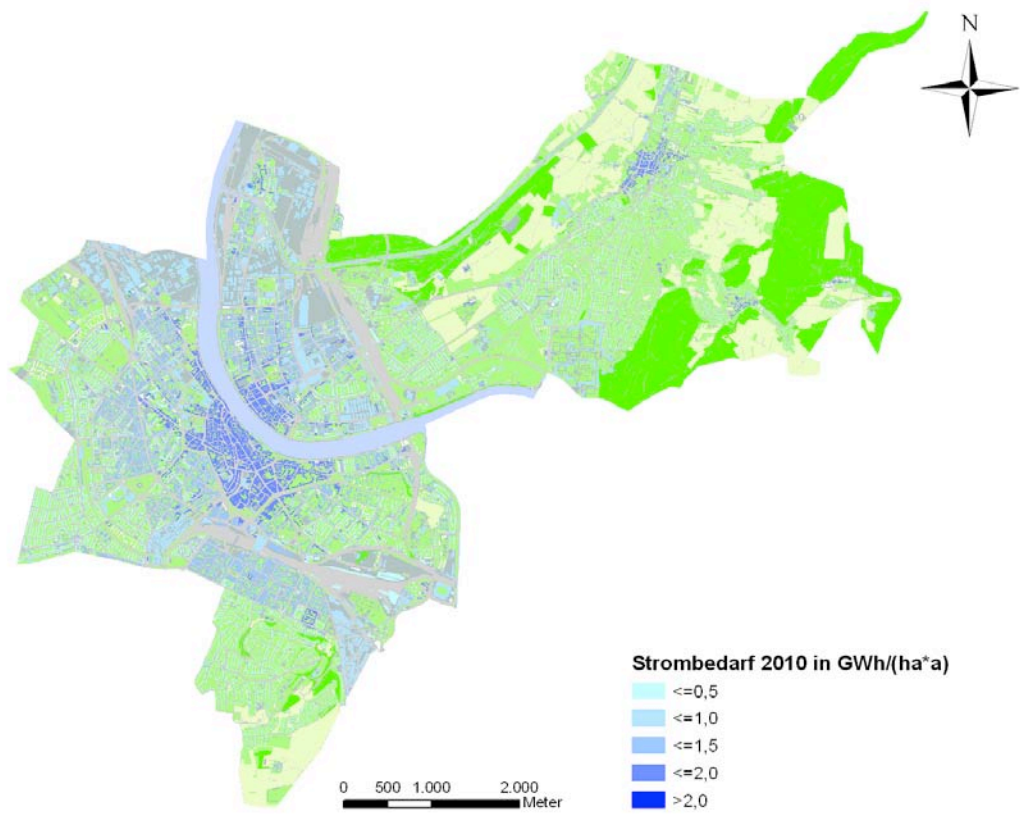 N
Strombedarf 2010 in GWh/(ha*a)
<=0,5
<=1,0
<=1,5
<=2,0
>2,0
0 500 1.000 2.000
Meter